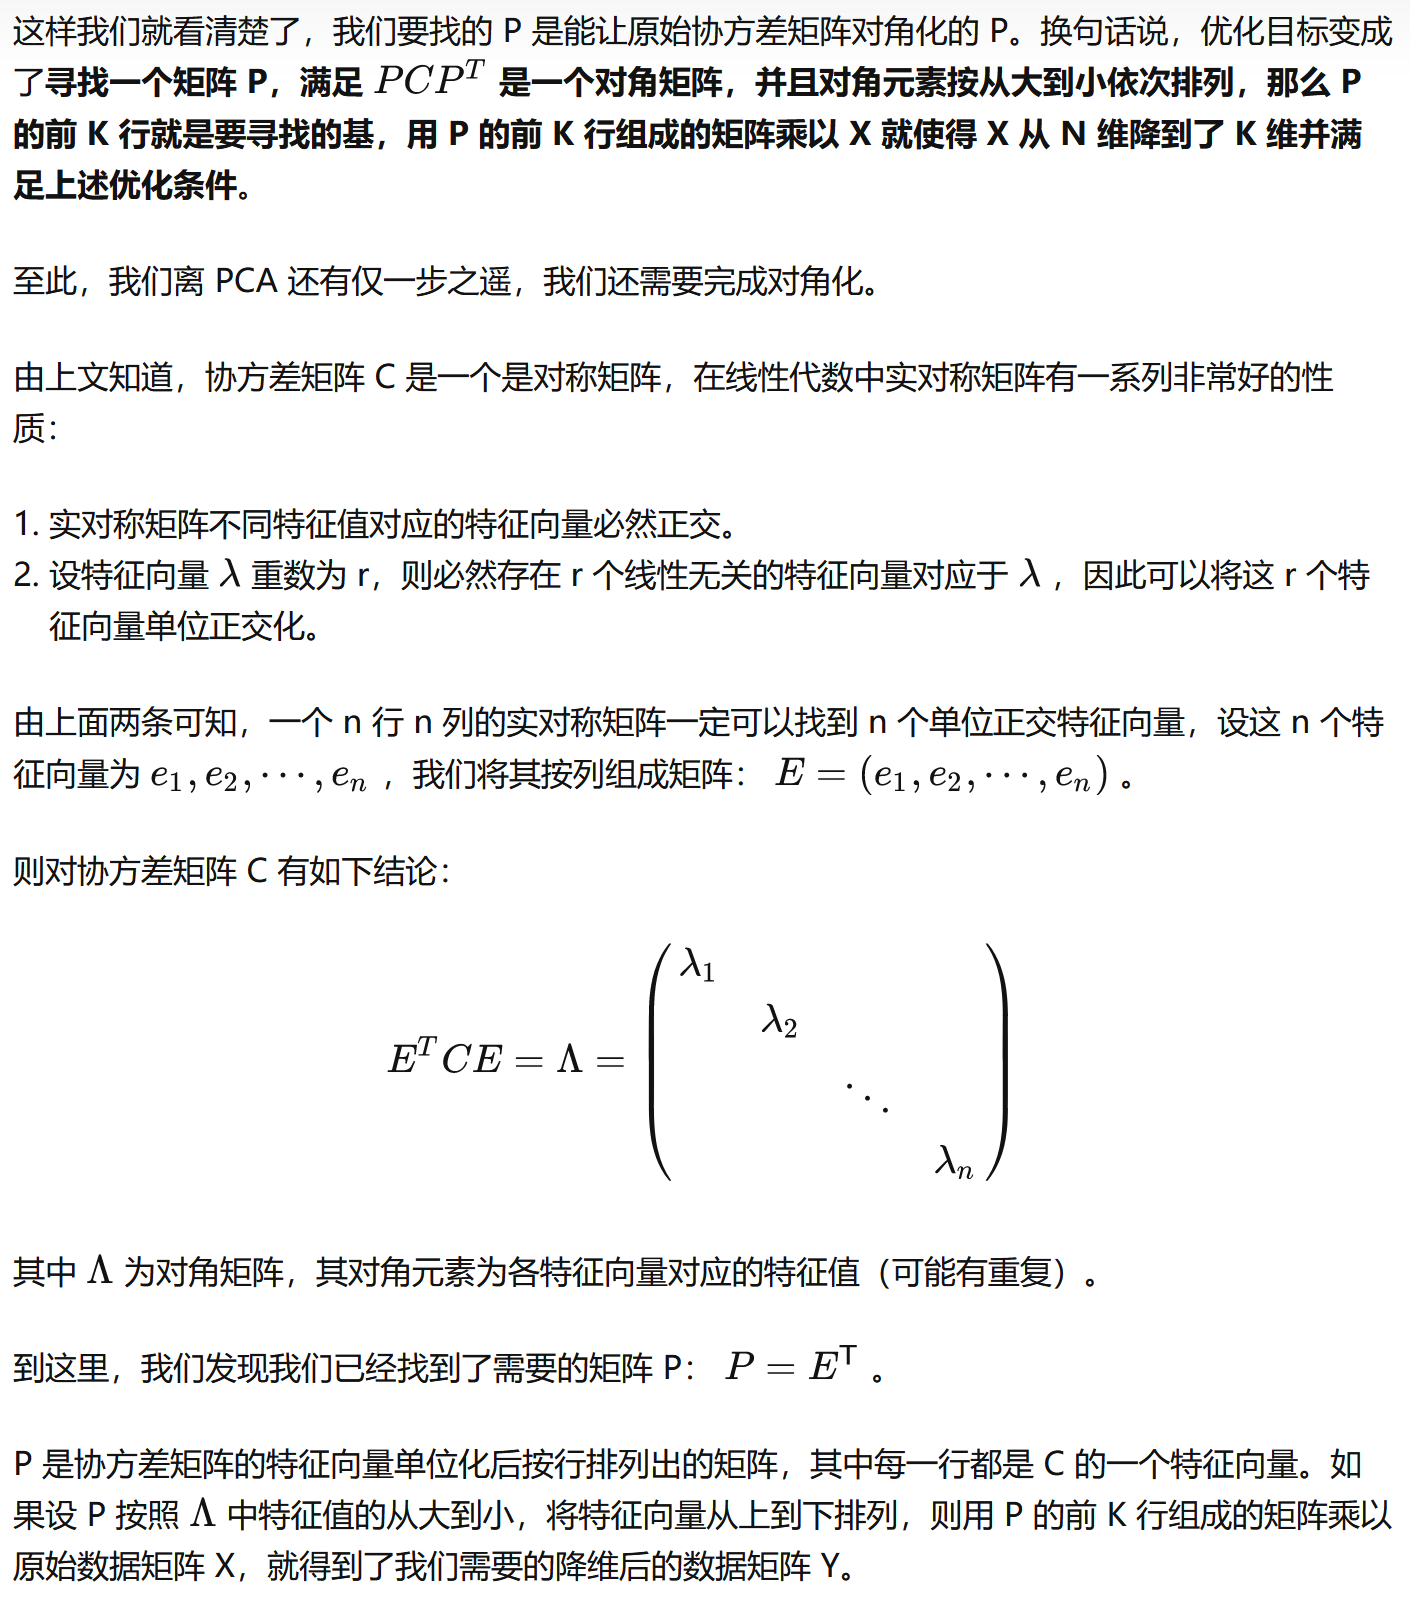 这样我们就看清楚了，我们要找的 P 是能让原始协方差矩阵对角化的 P。换句话说，优化目标变成
了寻找一个矩阵 P，满足 $PCP^T$ 是一个对角矩阵，并且对角元素按从大到小依次排列，那么 P
的前 K 行就是要寻找的基，用 P 的前 K 行组成的矩阵乘以 X 就使得 X 从 N 维降到了 K 维并满
足上述优化条件。
至此，我们离 PCA 还有仅一步之遥，我们还需要完成对角化。
由上文知道，协方差矩阵 C 是一个是对称矩阵，在线性代数中实对称矩阵有一系列非常好的性
质：
1. 实对称矩阵不同特征值对应的特征向量必然正交。
2. 设特征向量 $\lambda$ 重数为 r，则必然存在 r 个线性无关的特征向量对应于 $\lambda$ ，因此可以将这 r 个特
征向量单位正交化。
由上面两条可知，一个 n 行 n 列的实对称矩阵一定可以找到 n 个单位正交特征向量，设这 n 个特
征向量为 $e_1, e_2, \cdots, e_n$ ，我们将其按列组成矩阵： $E = (e_1, e_2, \cdots, e_n)$ 。
则对协方差矩阵 C 有如下结论：
$E^T C E = \Lambda = \begin{pmatrix} \lambda_1 & & & \\ & \lambda_2 & & \\ & & \ddots & \\ & & & \lambda_n \end{pmatrix}$
其中 $\Lambda$ 为对角矩阵，其对角元素为各特征向量对应的特征值（可能有重复）。
到这里，我们发现我们已经找到了需要的矩阵 P： $P = E^\mathsf{T}$ 。
P 是协方差矩阵的特征向量单位化后按行排列出的矩阵，其中每一行都是 C 的一个特征向量。如
果设 P 按照 $\Lambda$ 中特征值的从大到小，将特征向量从上到下排列，则用 P 的前 K 行组成的矩阵乘以
原始数据矩阵 X，就得到了我们需要的降维后的数据矩阵 Y。